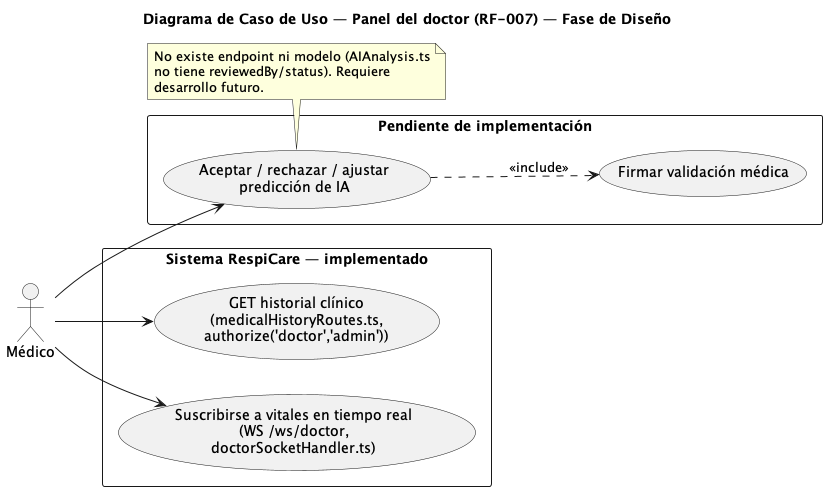 Diagrama de Caso de Uso — Panel del doctor (RF-007) — Fase de Diseño
No existe endpoint ni modelo (AIAnalysis.ts
no tiene reviewedBy/status). Requiere
desarrollo futuro.
Pendiente de implementación
Aceptar / rechazar / ajustar
predicción de IA
«include»
Firmar validación médica
Sistema RespiCare — implementado
GET historial clínico
(medicalHistoryRoutes.ts,
authorize('doctor','admin'))
Médico
Suscribirse a vitales en tiempo real
(WS /ws/doctor,
doctorSocketHandler.ts)